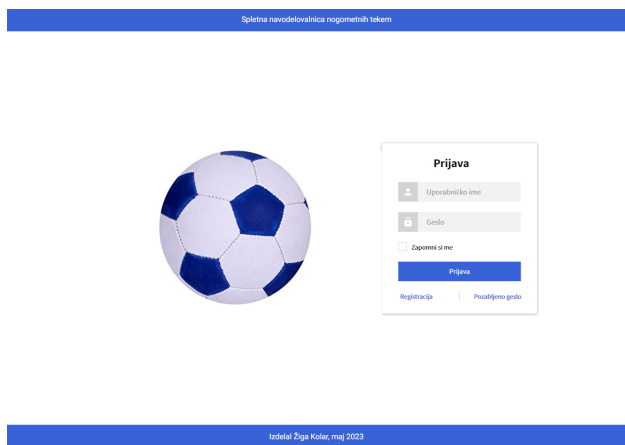 Spletna navodelovalnica nogometnih tekem
Prijava
Uporabniško ime
Geslo
Zapomni si me
Prijava
Registracija
Pozabljeno geslo
Izdelal Žiga Kolar, maj 2023